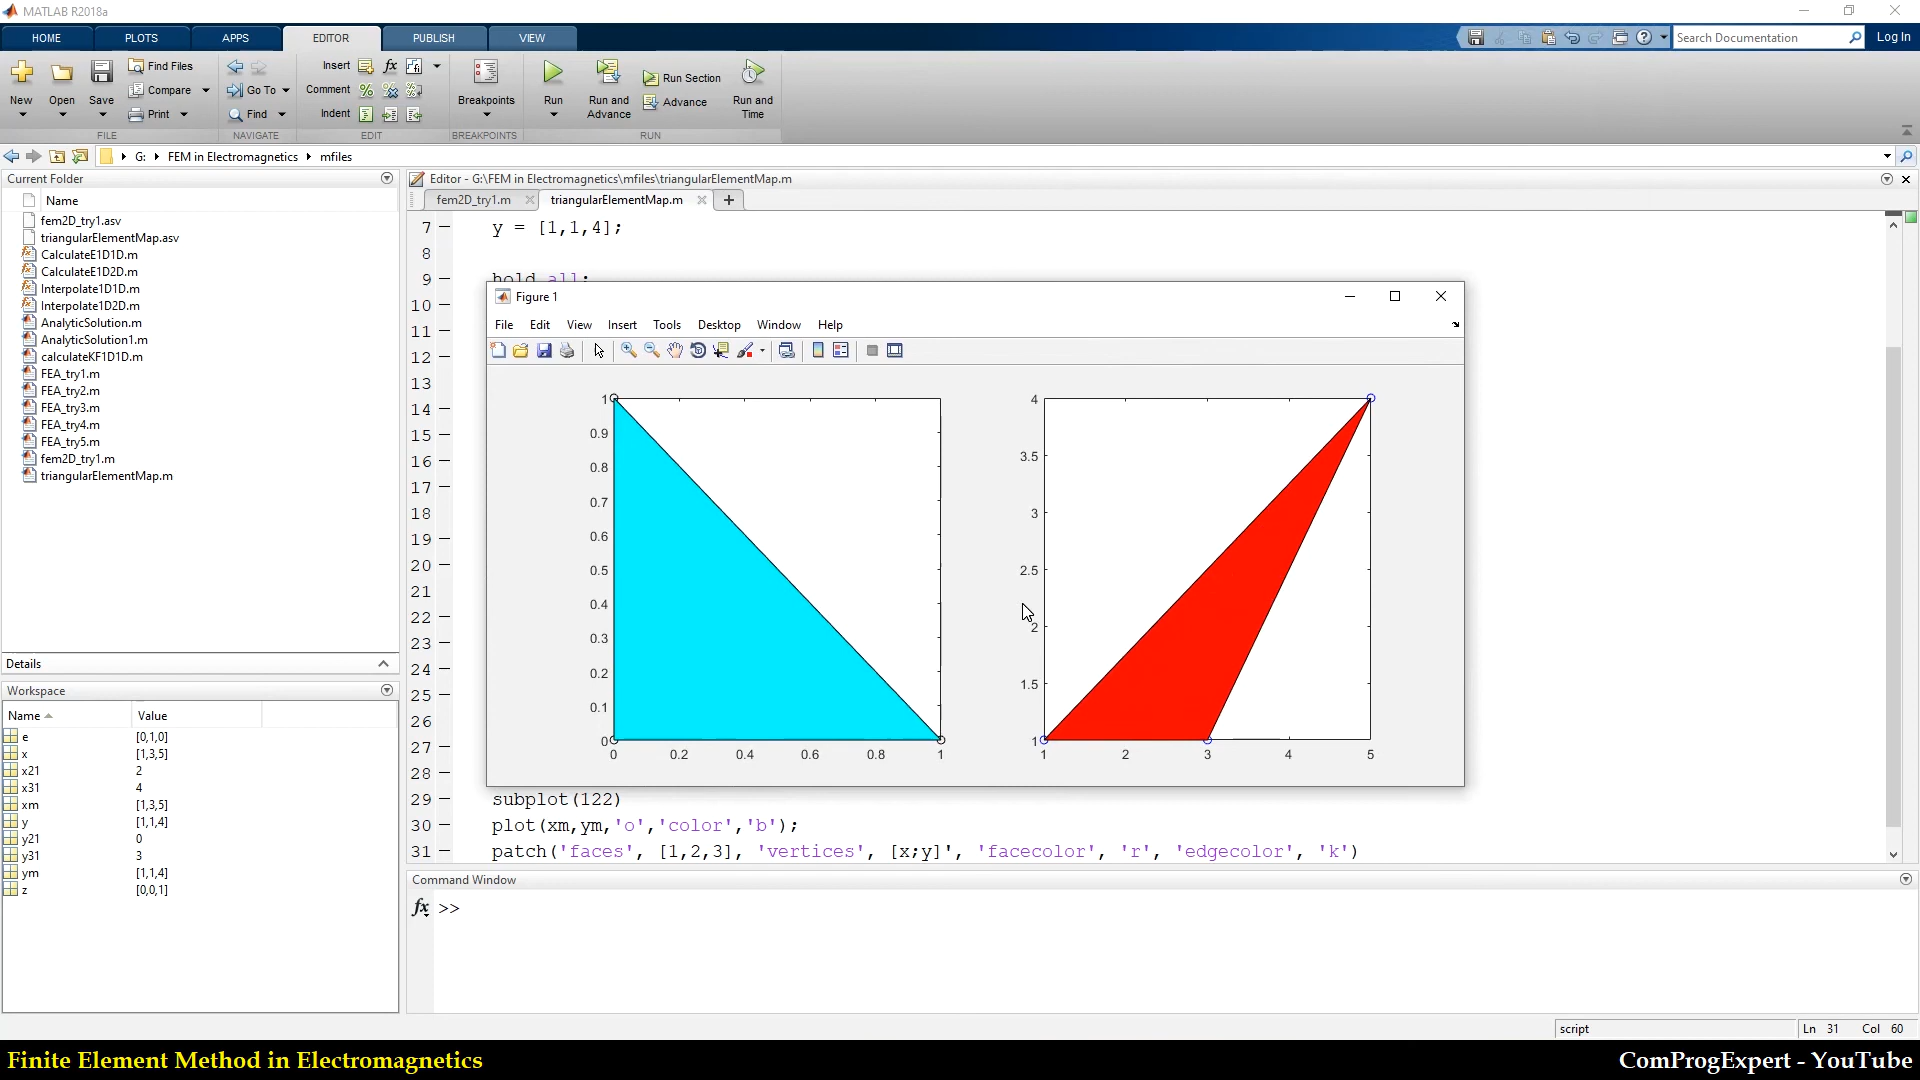 MATLAB R2018a
HOME PLOTS APPS EDITOR PUBLISH VIEW
Search Documentation
Log In
New
Open
Save
Find Files
Compare
Print
Go To
Find
Insert
Comment
Indent
Breakpoints
Run
Run and Advance
Run Section
Advance
Run and Time
FILE NAVIGATE EDIT BREAKPOINTS RUN
G: FEM in Electromagnetics mfiles
Current Folder
Name
fem2D_try1.asv
triangularElementMap.asv
CalculateE1D1D.m
CalculateE1D2D.m
Interpolate1D1D.m
Interpolate1D2D.m
AnalyticSolution.m
AnalyticSolution1.m
calculateKF1D1D.m
FEA_try1.m
FEA_try2.m
FEA_try3.m
FEA_try4.m
FEA_try5.m
fem2D_try1.m
triangularElementMap.m
Details
Workspace
Name Value
e [0,1,0]
x [1,3,5]
x21 2
x31 4
xm [1,3,5]
y [1,1,4]
y21 0
y31 3
ym [1,1,4]
z [0,0,1]
Editor - G:\FEM in Electromagnetics\mfiles\triangularElementMap.m
fem2D_try1.m triangularElementMap.m
7 y = [1,1,4];
8
9 hold all;
10
11
12
13
14
15
16
17
18
19
20
21
22
23
24
25
26
27
28
29 subplot(122)
30 plot(xm,ym,'o','color','b');
31 patch('faces', [1,2,3], 'vertices', [x;y]', 'facecolor', 'r', 'edgecolor', 'k')
Figure 1
File Edit View Insert Tools Desktop Window Help
1
0.9
0.8
0.7
0.6
0.5
0.4
0.3
0.2
0.1
0
0 0.2 0.4 0.6 0.8 1
4
3.5
3
2.5
2
1.5
1
1 2 3 4 5
Command Window
fx >>
script Ln 31 Col 60
Finite Element Method in Electromagnetics
ComProgExpert - YouTube